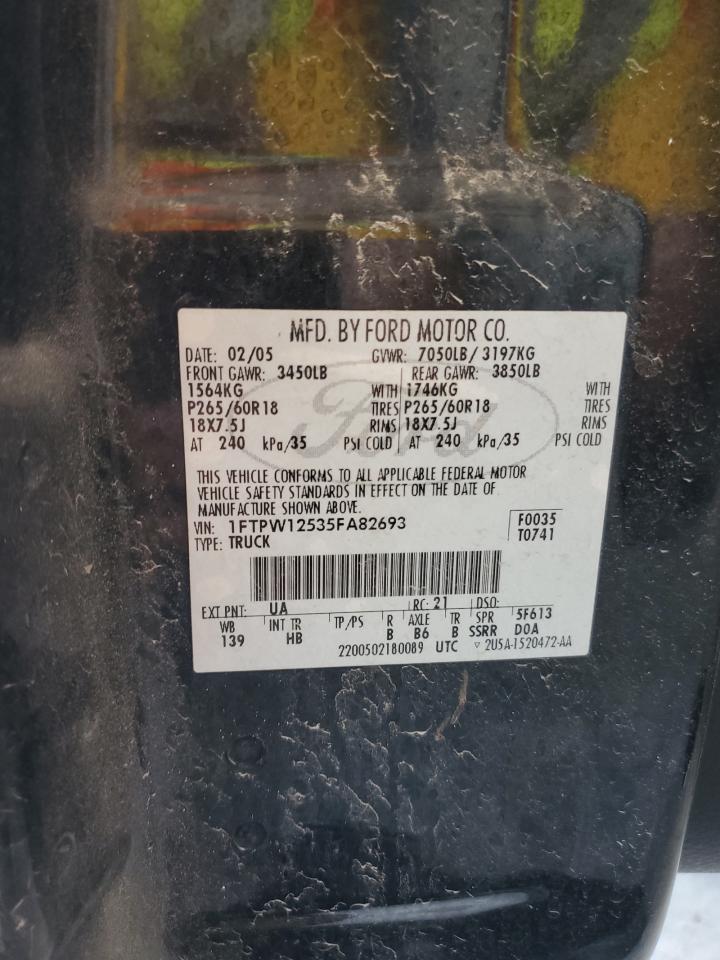 MFD. BY FORD MOTOR CO.
DATE: 02/05 GVWR: 7050LB/ 3197KG
FRONT GAWR: 3450LB REAR GAWR: 3850LB
1564KG WITH 1746KG WITH
P265/60R18 TIRES P265/60R18 TIRES
18X7.5J RIMS 18X7.5J RIMS
AT 240 kPa/35 PSI COLD AT 240 kPa/35 PSI COLD
Ford
THIS VEHICLE CONFORMS TO ALL APPLICABLE FEDERAL MOTOR
VEHICLE SAFETY STANDARDS IN EFFECT ON THE DATE OF
MANUFACTURE SHOWN ABOVE.
VIN: 1FTPW12535FA82693 F0035
TYPE: TRUCK T0741
EXT PNT: UA RC: 21 DSO:
WB INT TR TP/PS R AXLE TR SPR 5F613
139 HB B B6 B SSRR D0A
2200502180089 UTC ▽ 2U5A-1520472-AA